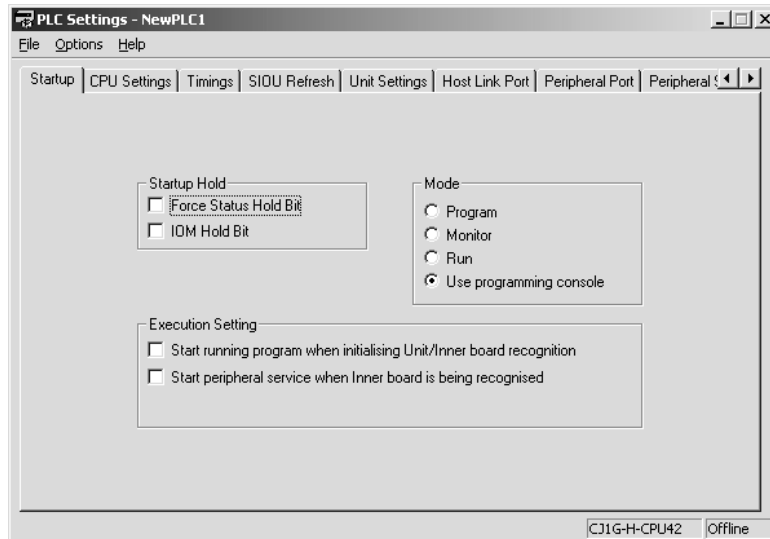 PLC Settings - NewPLC1
File Options Help
Startup CPU Settings Timings SIOU Refresh Unit Settings Host Link Port Peripheral Port Peripheral
Startup Hold
Force Status Hold Bit
IOM Hold Bit
Mode
Program
Monitor
Run
Use programming console
Execution Setting
Start running program when initialising Unit/Inner board recognition
Start peripheral service when Inner board is being recognised
CJ1G-H-CPU42 Offline